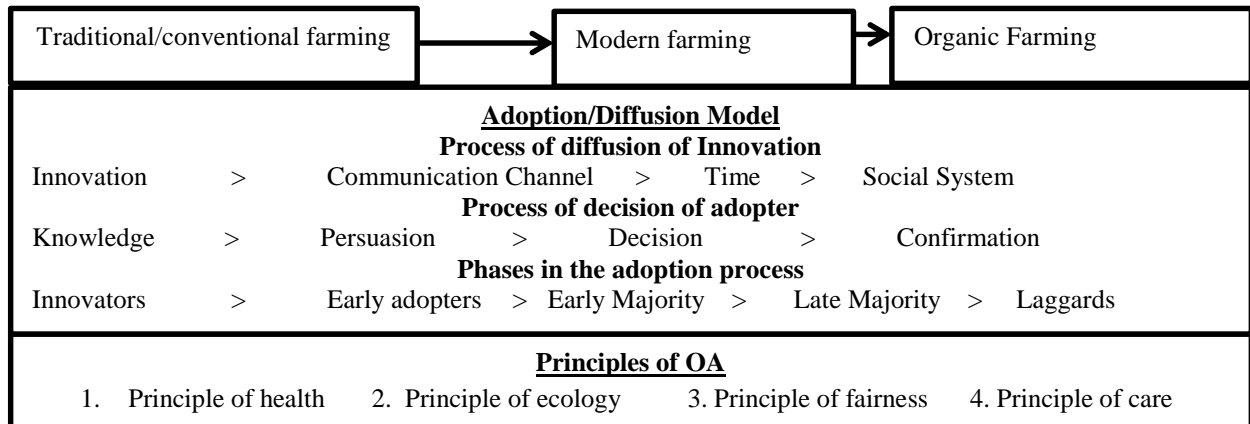 Traditional/conventional farming Modern farming Organic Farming
Adoption/Diffusion Model
Process of diffusion of Innovation
Innovation > Communication Channel > Time > Social System
Process of decision of adopter
Knowledge > Persuasion > Decision > Confirmation
Phases in the adoption process
Innovators > Early adopters > Early Majority > Late Majority > Laggards
Principles of OA
1. Principle of health 2. Principle of ecology 3. Principle of fairness 4. Principle of care